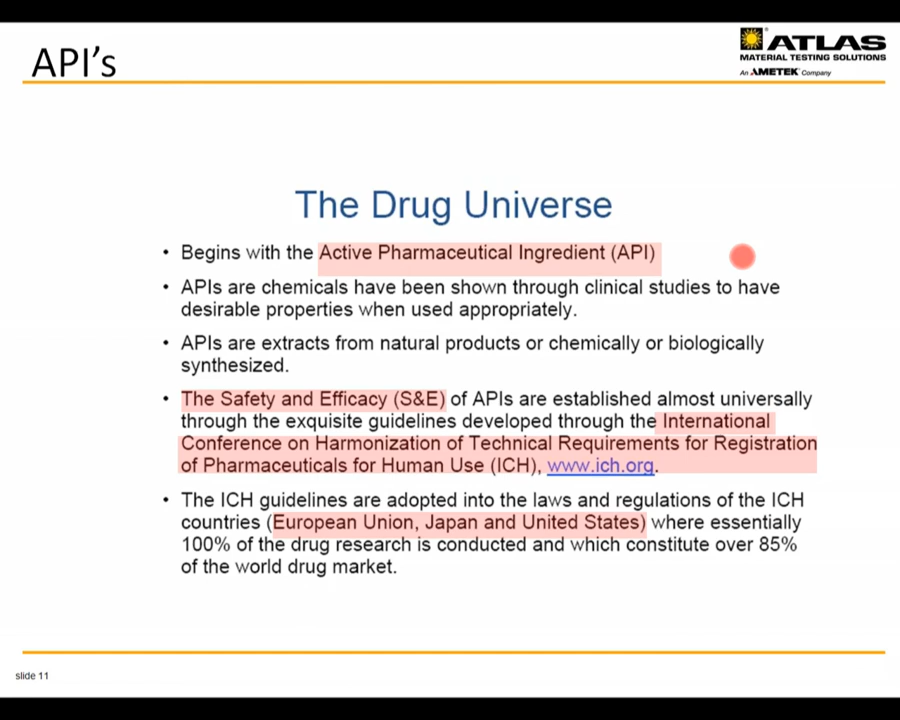 API's
ATLAS
MATERIAL TESTING SOLUTIONS
An AMETEK Company
The Drug Universe
• Begins with the Active Pharmaceutical Ingredient (API)
• APIs are chemicals have been shown through clinical studies to have
desirable properties when used appropriately.
• APIs are extracts from natural products or chemically or biologically
synthesized.
• The Safety and Efficacy (S&E) of APIs are established almost universally
through the exquisite guidelines developed through the International
Conference on Harmonization of Technical Requirements for Registration
of Pharmaceuticals for Human Use (ICH), www.ich.org.
• The ICH guidelines are adopted into the laws and regulations of the ICH
countries (European Union, Japan and United States) where essentially
100% of the drug research is conducted and which constitute over 85%
of the world drug market.
slide 11